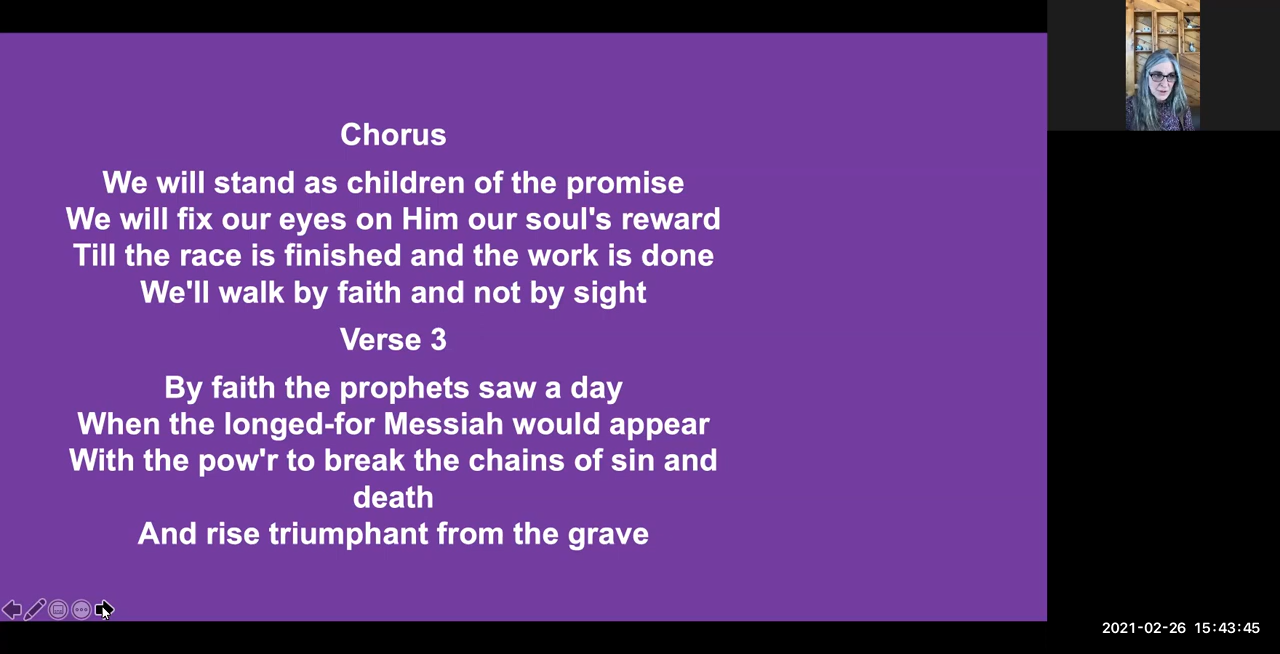 Chorus
We will stand as children of the promise
We will fix our eyes on Him our soul's reward
Till the race is finished and the work is done
We'll walk by faith and not by sight
Verse 3
By faith the prophets saw a day
When the longed-for Messiah would appear
With the pow'r to break the chains of sin and
death
And rise triumphant from the grave
2021-02-26 15:43:45